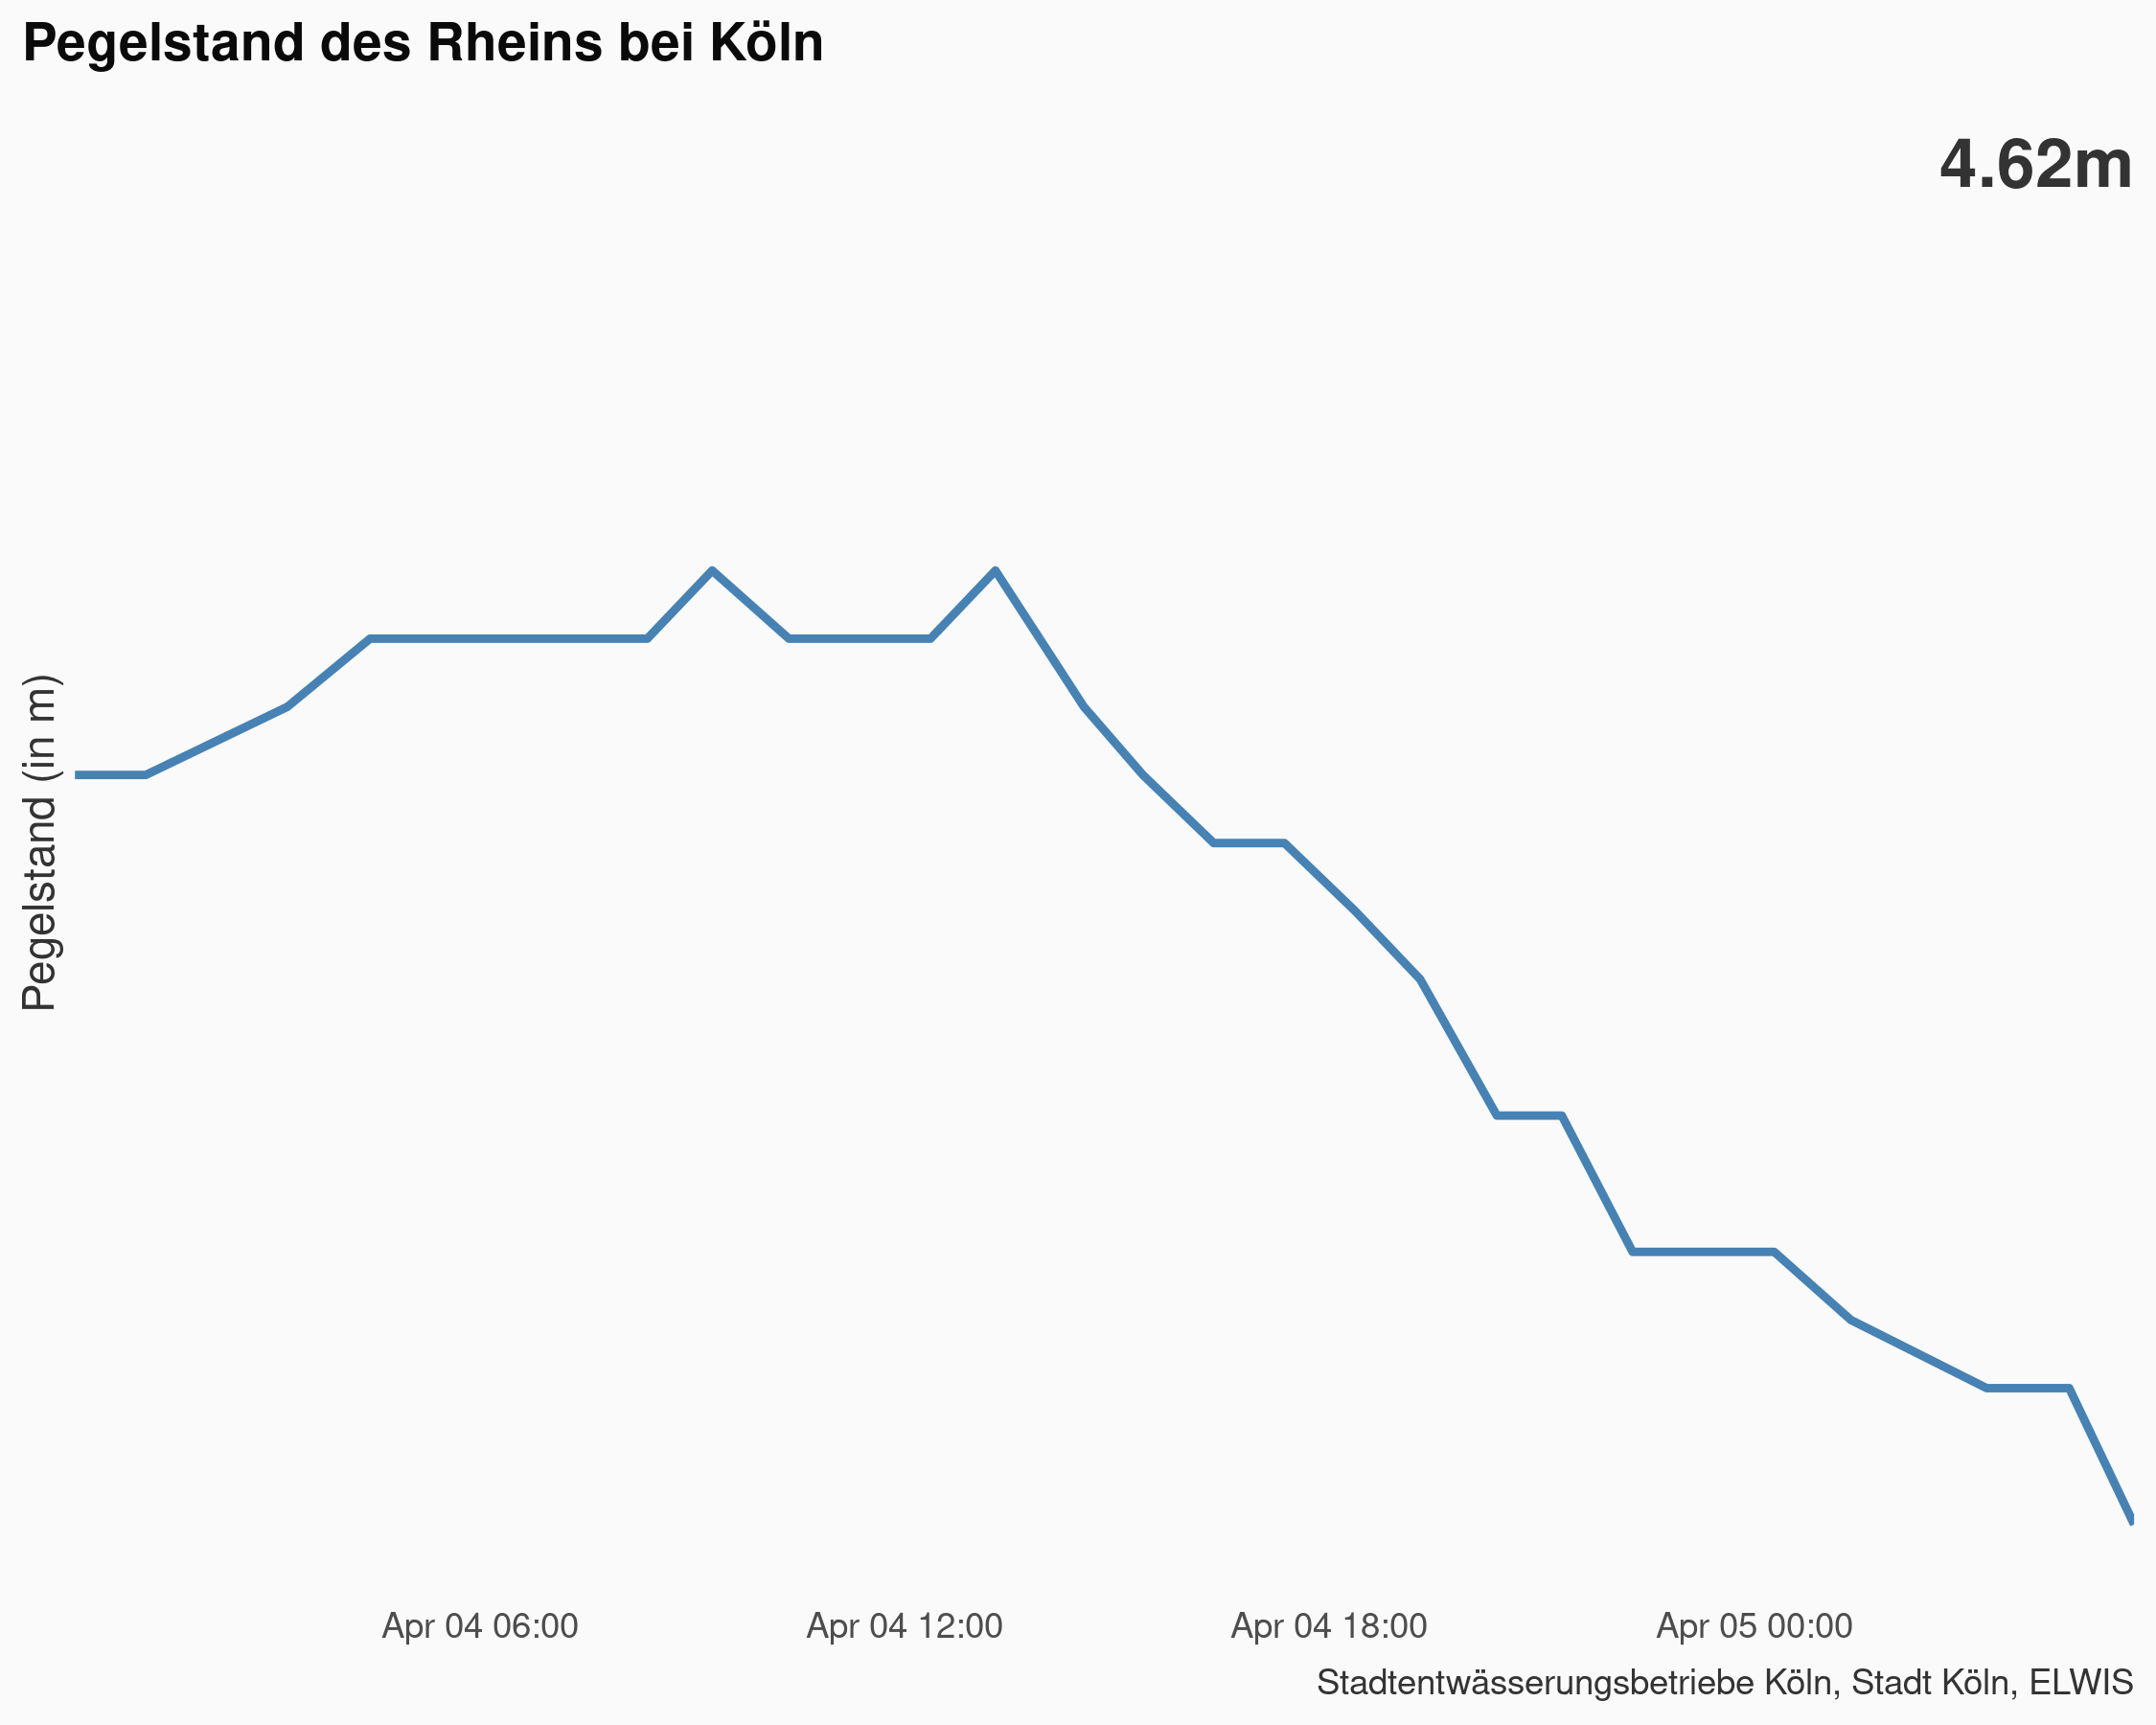 Pegelstand des Rheins bei Köln
4.62m
Pegelstand (in m)
Apr 04 06:00
Apr 04 12:00
Apr 04 18:00
Apr 05 00:00
Stadtentwässerungsbetriebe Köln, Stadt Köln, ELWIS